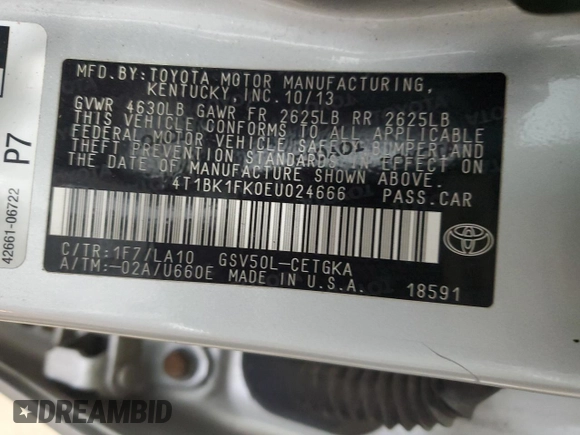 MFD.BY:TOYOTA MOTOR MANUFACTURING,
KENTUCKY, INC. 10/13
GVWR 4630LB GAWR FR 2625LB RR 2625LB
THIS VEHICLE CONFORMS TO ALL APPLICABLE
FEDERAL MOTOR VEHICLE SAFETY, BUMPER, AND
THEFT PREVENTION STANDARDS IN EFFECT ON
THE DATE OF MANUFACTURE SHOWN ABOVE.
4T1BK1FK0EU024666 PASS.CAR
C/TR:1F7/LA10 GSV50L-CETGKA
A/TM:-02A/U660E MADE IN U.S.A.
18591
P7
42661-06722
DREAMBID